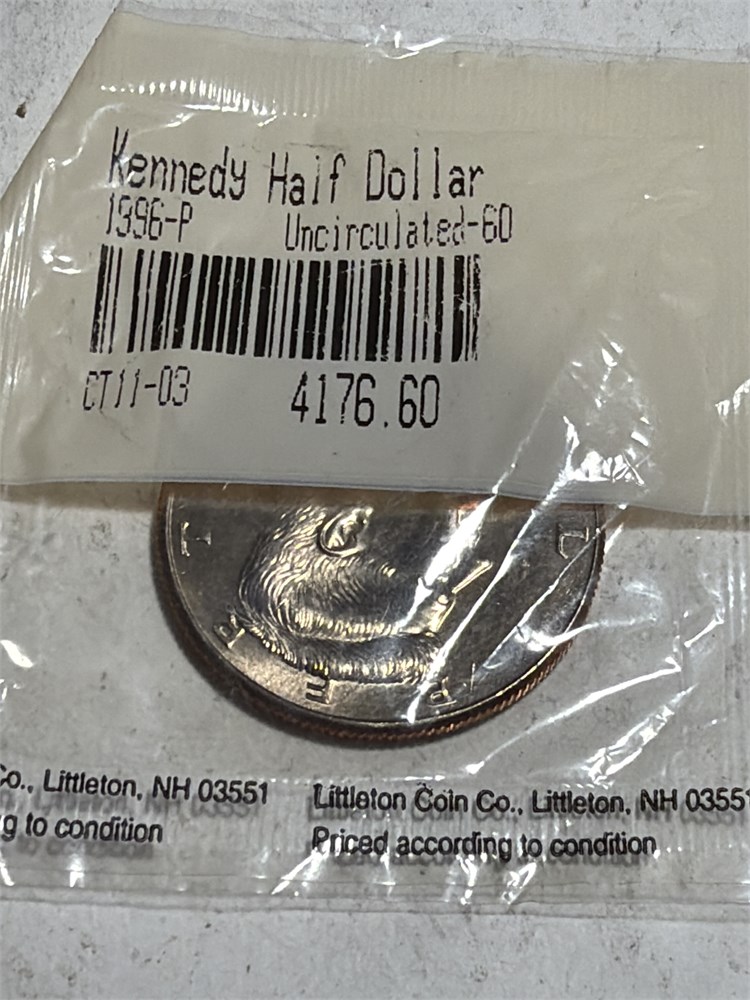 Kennedy Half Dollar
1996-P Uncirculated-60
CT11-03 4176.60
L I
B
E
R
D
Co., Littleton, NH 03551 Littleton Coin Co., Littleton, NH 03551
g to condition Priced according to condition